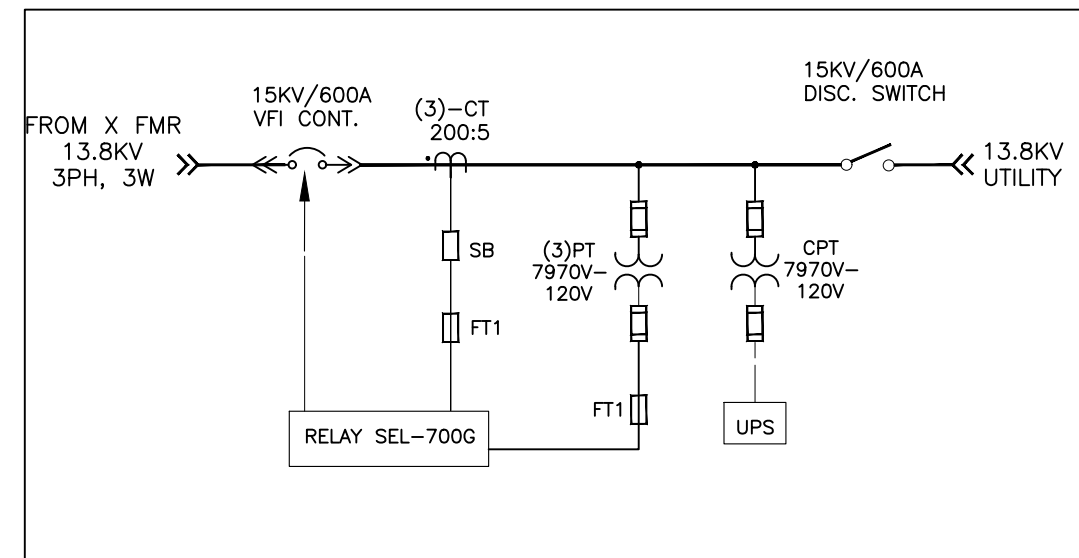 FROM X FMR
13.8KV
3PH, 3W
15KV/600A
VFI CONT.
(3)-CT
200:5
15KV/600A
DISC. SWITCH
13.8KV
UTILITY
SB
FT1
(3)PT
7970V-
120V
CPT
7970V-
120V
FT1
RELAY SEL-700G
UPS